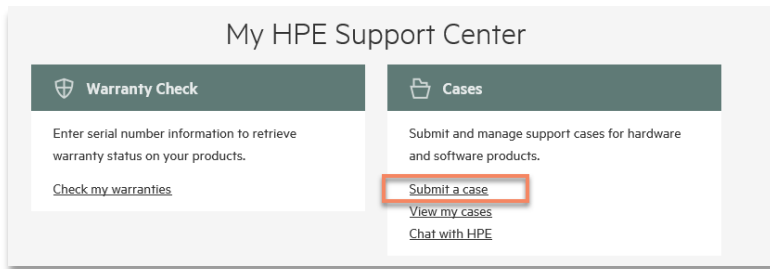 My HPE Support Center
Warranty Check
Enter serial number information to retrieve
warranty status on your products.
Check my warranties
Cases
Submit and manage support cases for hardware
and software products.
Submit a case
View my cases
Chat with HPE